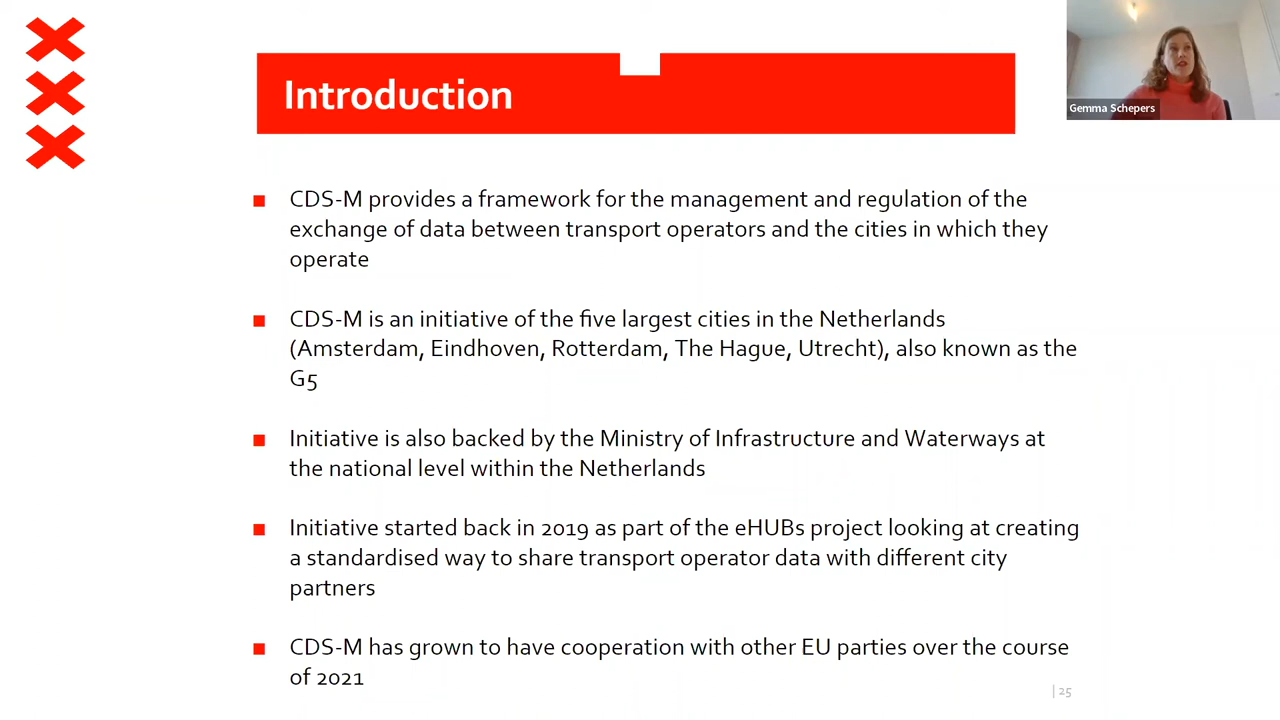 Introduction
Gemma Schepers
CDS-M provides a framework for the management and regulation of the
exchange of data between transport operators and the cities in which they
operate
CDS-M is an initiative of the five largest cities in the Netherlands
(Amsterdam, Eindhoven, Rotterdam, The Hague, Utrecht), also known as the
G5
Initiative is also backed by the Ministry of Infrastructure and Waterways at
the national level within the Netherlands
Initiative started back in 2019 as part of the eHUBs project looking at creating
a standardised way to share transport operator data with different city
partners
CDS-M has grown to have cooperation with other EU parties over the course
of 2021
| 25